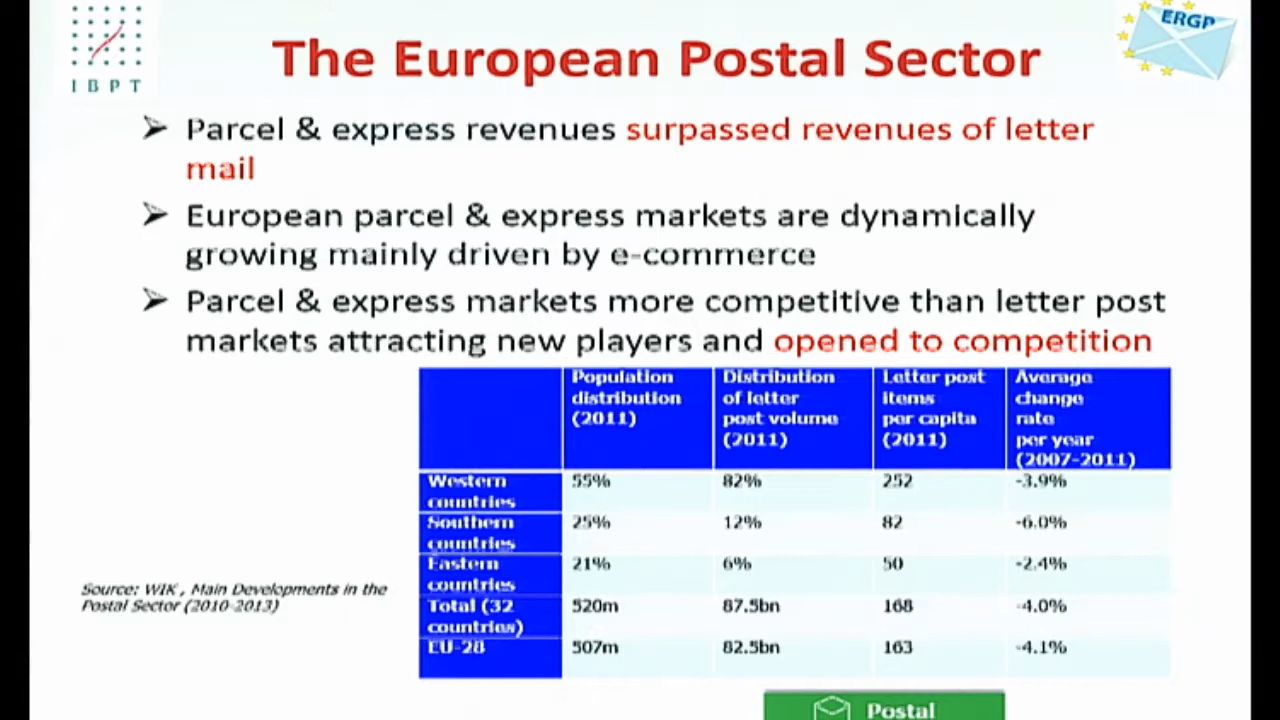 IBPT
ERGP
The European Postal Sector
➢ Parcel & express revenues surpassed revenues of letter
mail
➢ European parcel & express markets are dynamically
growing mainly driven by e-commerce
➢ Parcel & express markets more competitive than letter post
markets attracting new players and opened to competition
Population distribution (2011) | Distribution of letter post volume (2011) | Letter post items per capita (2011) | Average change rate per year (2007-2011)
Western countries | 55% | 82% | 252 | -3.9%
Southern countries | 25% | 12% | 82 | -6.0%
Eastern countries | 21% | 6% | 50 | -2.4%
Total (32 countries) | 520m | 87.5bn | 168 | -4.0%
EU-28 | 507m | 82.5bn | 163 | -4.1%
Source: WIK , Main Developments in the
Postal Sector (2010-2013)
Postal